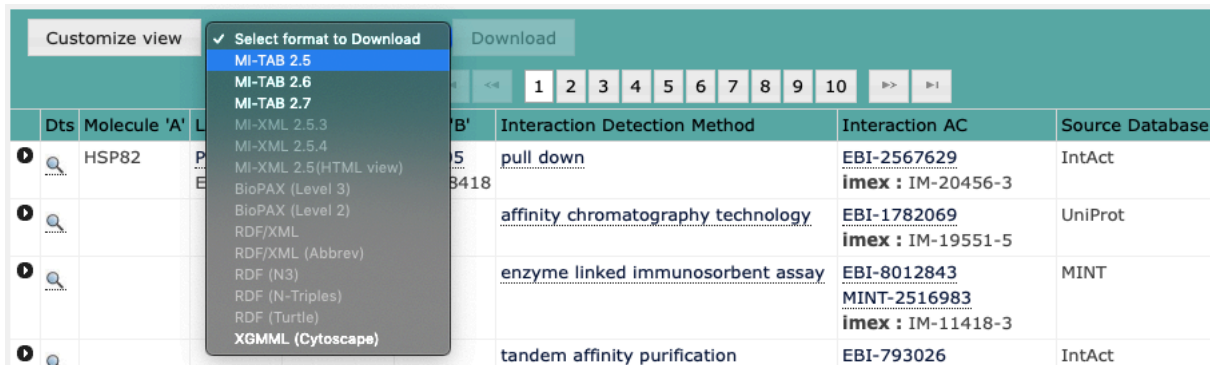 Customize view
✓ Select format to Download
Download
MI-TAB 2.5
MI-TAB 2.6
MI-TAB 2.7
MI-XML 2.5.3
MI-XML 2.5.4
MI-XML 2.5(HTML view)
BioPAX (Level 3)
BioPAX (Level 2)
RDF/XML
RDF/XML (Abbrev)
RDF (N3)
RDF (N-Triples)
RDF (Turtle)
XGMML (Cytoscape)
<< 1 2 3 4 5 6 7 8 9 10 >>
Dts Molecule 'A' L 'B' Interaction Detection Method Interaction AC Source Database
HSP82 P 5 pull down EBI-2567629 IntAct
E 8418 imex : IM-20456-3
affinity chromatography technology EBI-1782069 UniProt
imex : IM-19551-5
enzyme linked immunosorbent assay EBI-8012843 MINT
MINT-2516983
imex : IM-11418-3
tandem affinity purification EBI-793026 IntAct